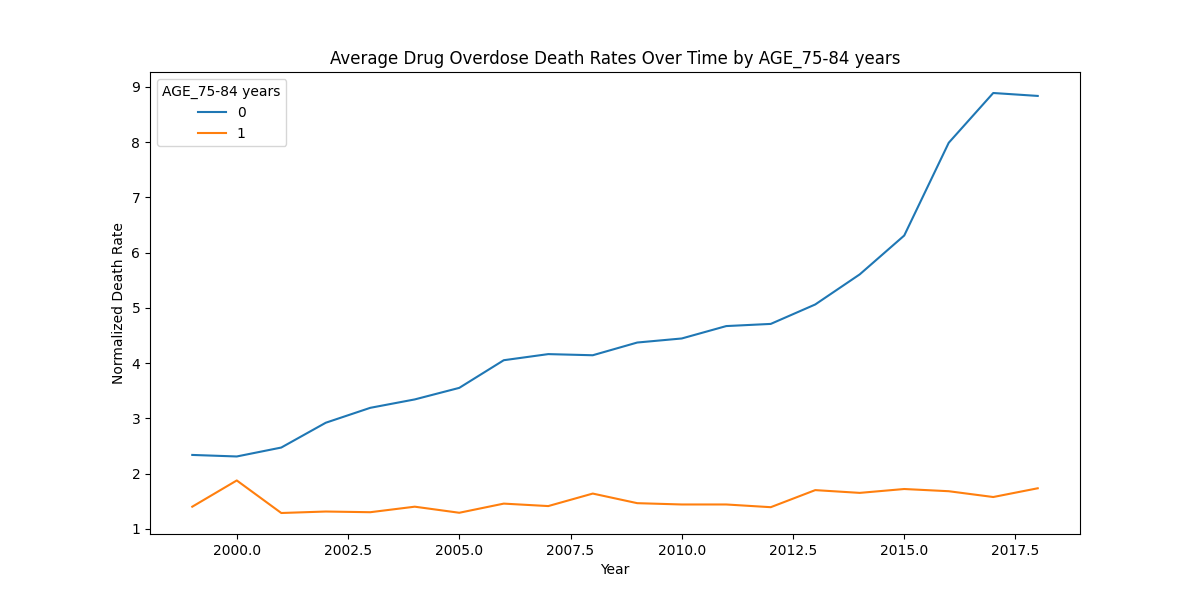 Average Drug Overdose Death Rates Over Time by AGE_75-84 years
AGE_75-84 years
0
1
Normalized Death Rate
9
8
7
6
5
4
3
2
1
2000.0 2002.5 2005.0 2007.5 2010.0 2012.5 2015.0 2017.5
Year